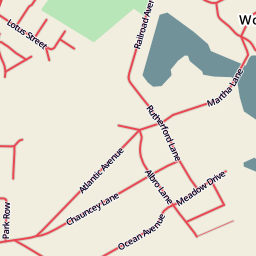 Lotus Street
Railroad Aven
Wo
Martha Lane
Rutherford Lane
Atlantic Avenue
Albro Lane
Meadow Drive
Chauncey Lane
Park Row
Ocean Avenue